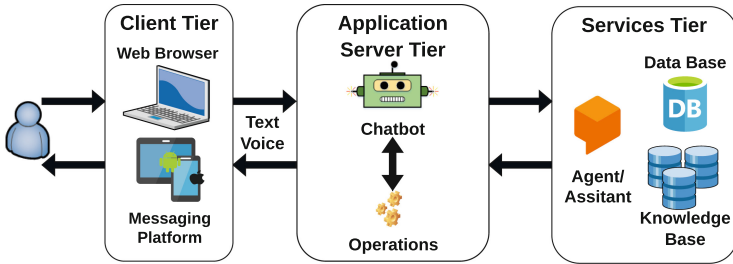 Client Tier
Web Browser
Messaging
Platform
Text
Voice
Application
Server Tier
Chatbot
Operations
Services Tier
Data Base
DB
Agent/
Assitant
Knowledge
Base